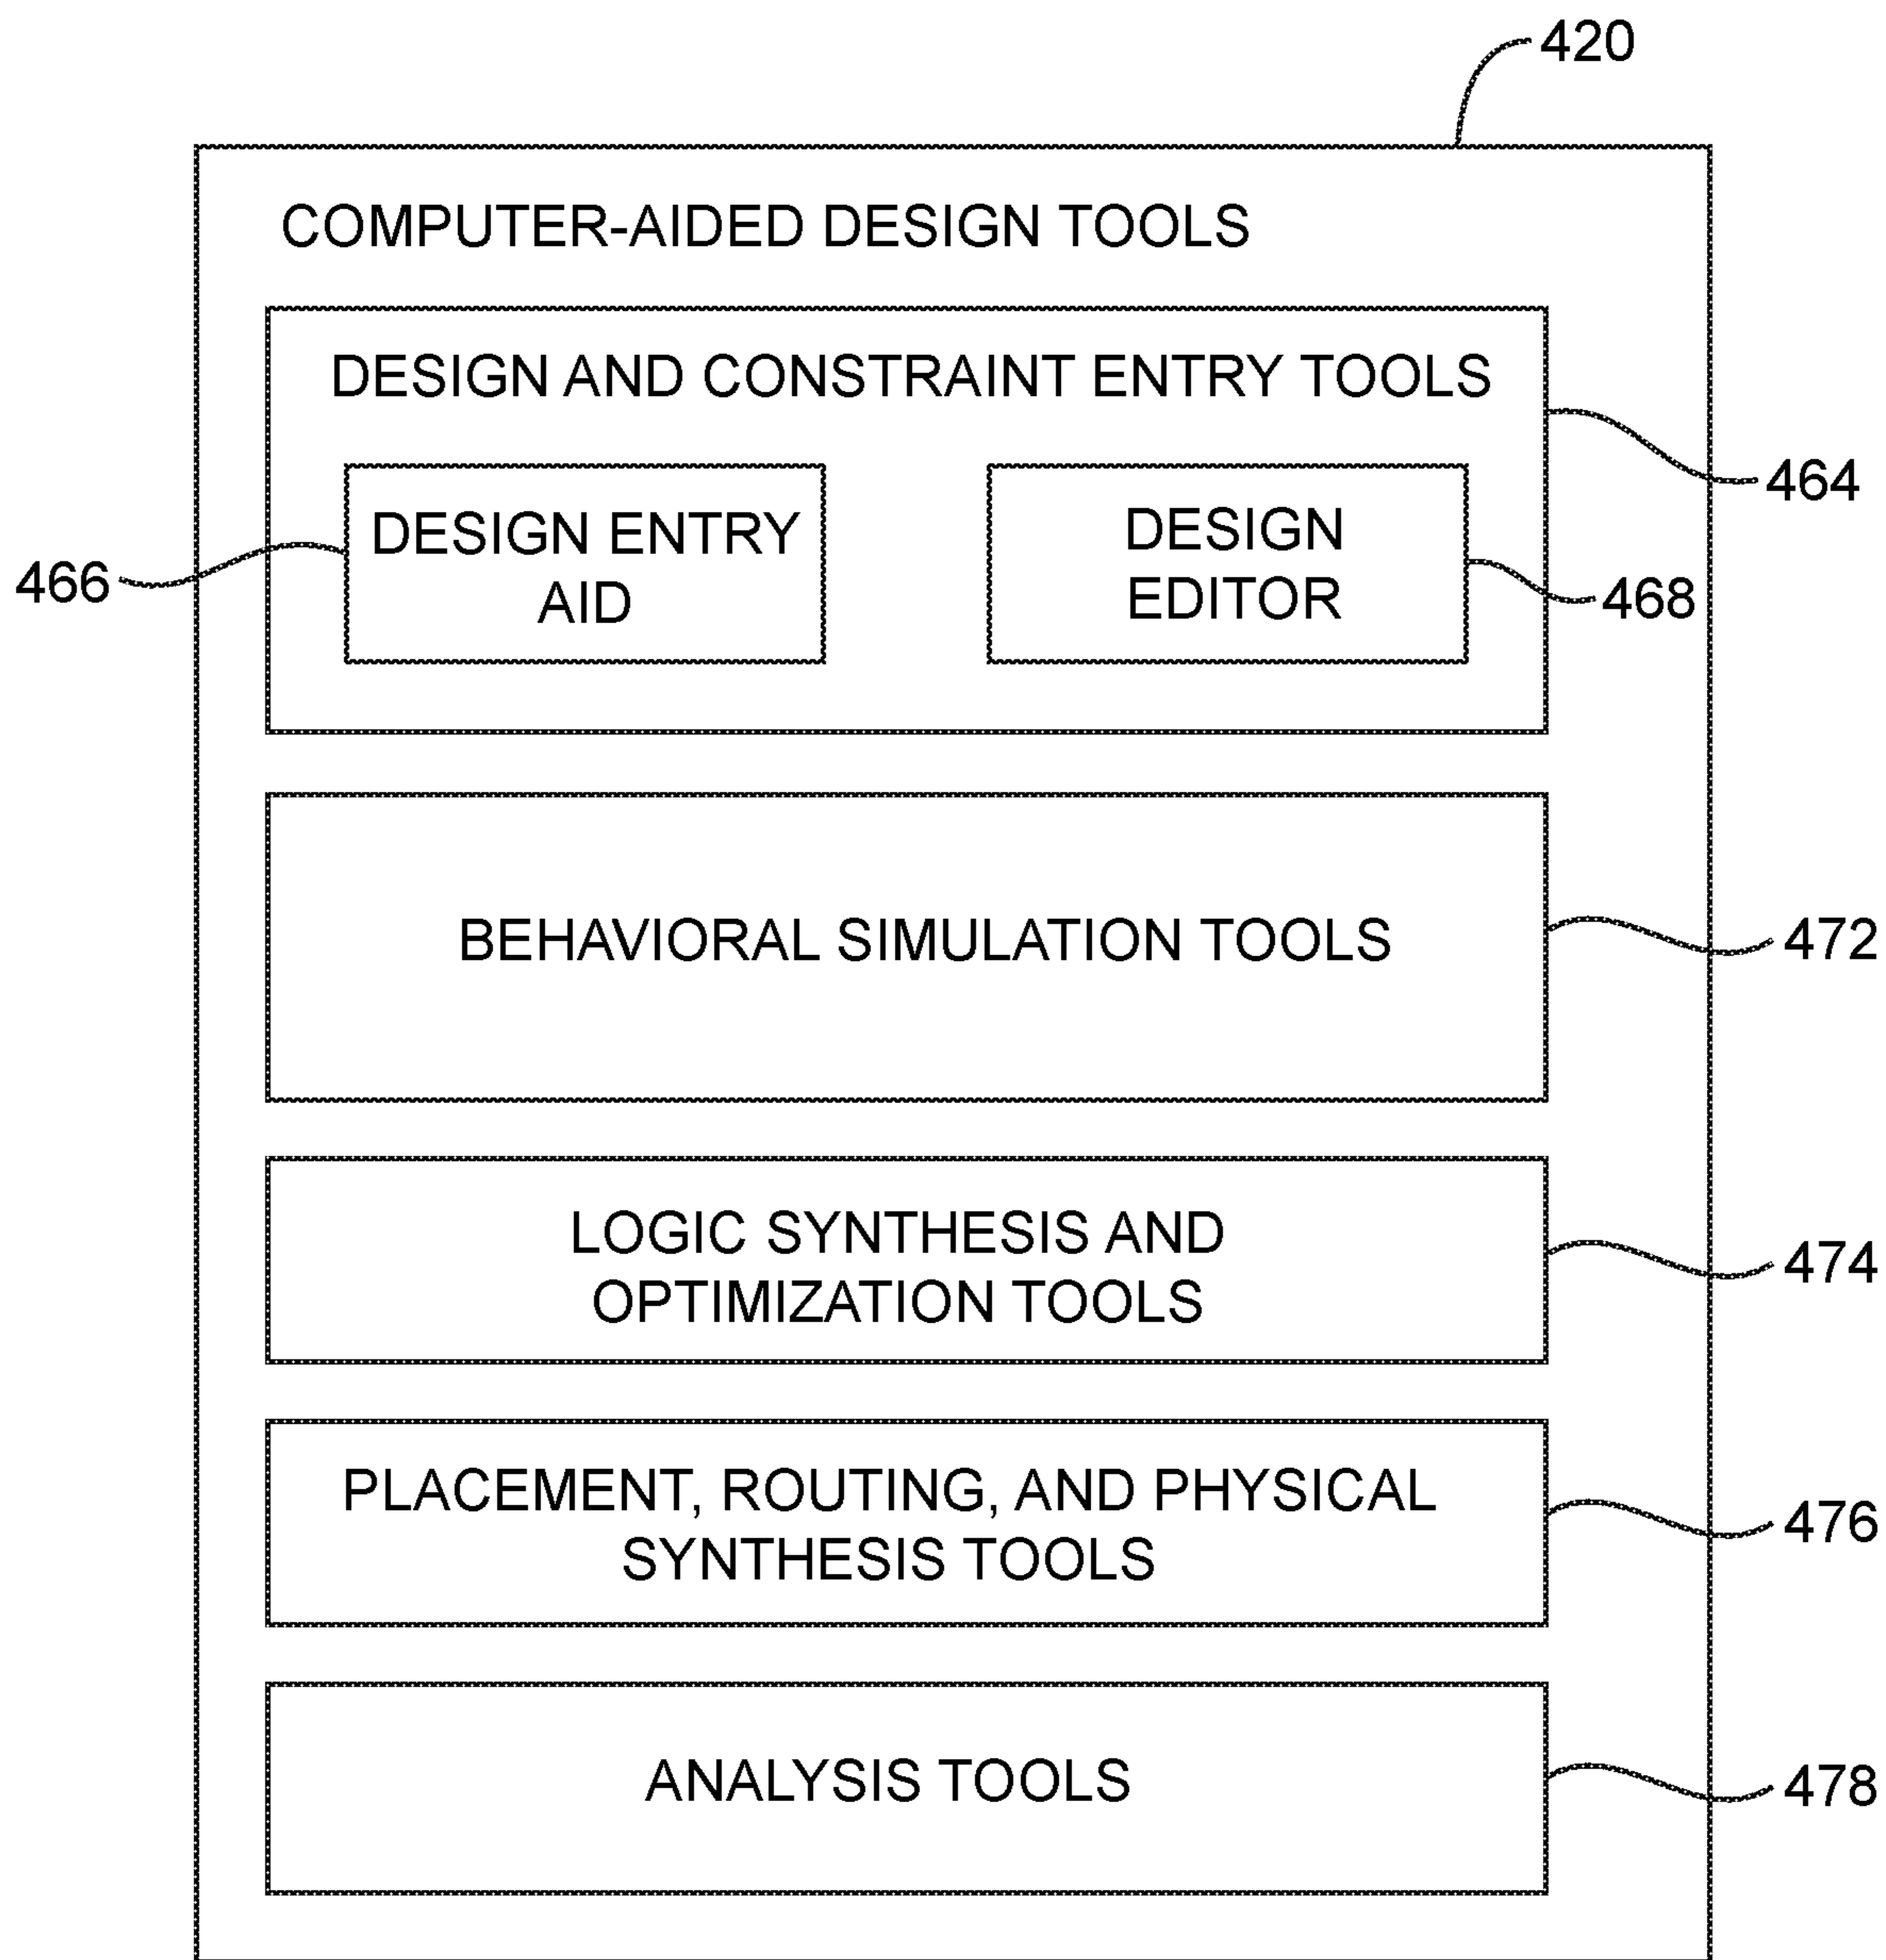 420
COMPUTER-AIDED DESIGN TOOLS
DESIGN AND CONSTRAINT ENTRY TOOLS
464
466
DESIGN ENTRY
AID
DESIGN
EDITOR
468
BEHAVIORAL SIMULATION TOOLS
472
LOGIC SYNTHESIS AND
OPTIMIZATION TOOLS
474
PLACEMENT, ROUTING, AND PHYSICAL
SYNTHESIS TOOLS
476
ANALYSIS TOOLS
478